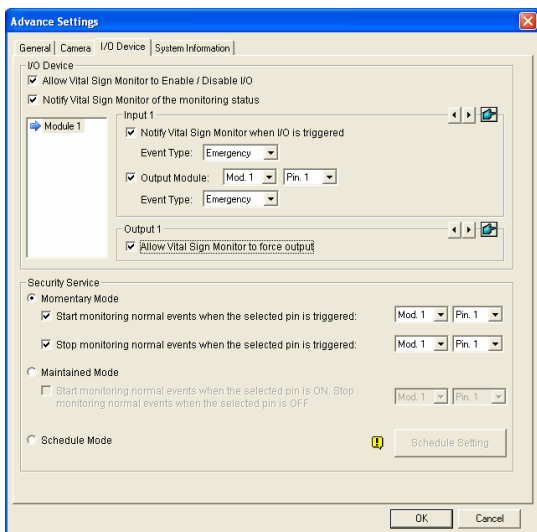 Advance Settings
General Camera I/O Device System Information
I/O Device
Allow Vital Sign Monitor to Enable / Disable I/O
Notify Vital Sign Monitor of the monitoring status
Module 1
Input 1
Notify Vital Sign Monitor when I/O is triggered
Event Type: Emergency
Output Module: Mod. 1 Pin. 1
Event Type: Emergency
Output 1
Allow Vital Sign Monitor to force output
Security Service
Momentary Mode
Start monitoring normal events when the selected pin is triggered: Mod. 1 Pin. 1
Stop monitoring normal events when the selected pin is triggered: Mod. 1 Pin. 1
Maintained Mode
Start monitoring normal events when the selected pin is ON. Stop
monitoring normal events when the selected pin is OFF
Mod. 1 Pin. 1
Schedule Mode
Schedule Setting
OK Cancel